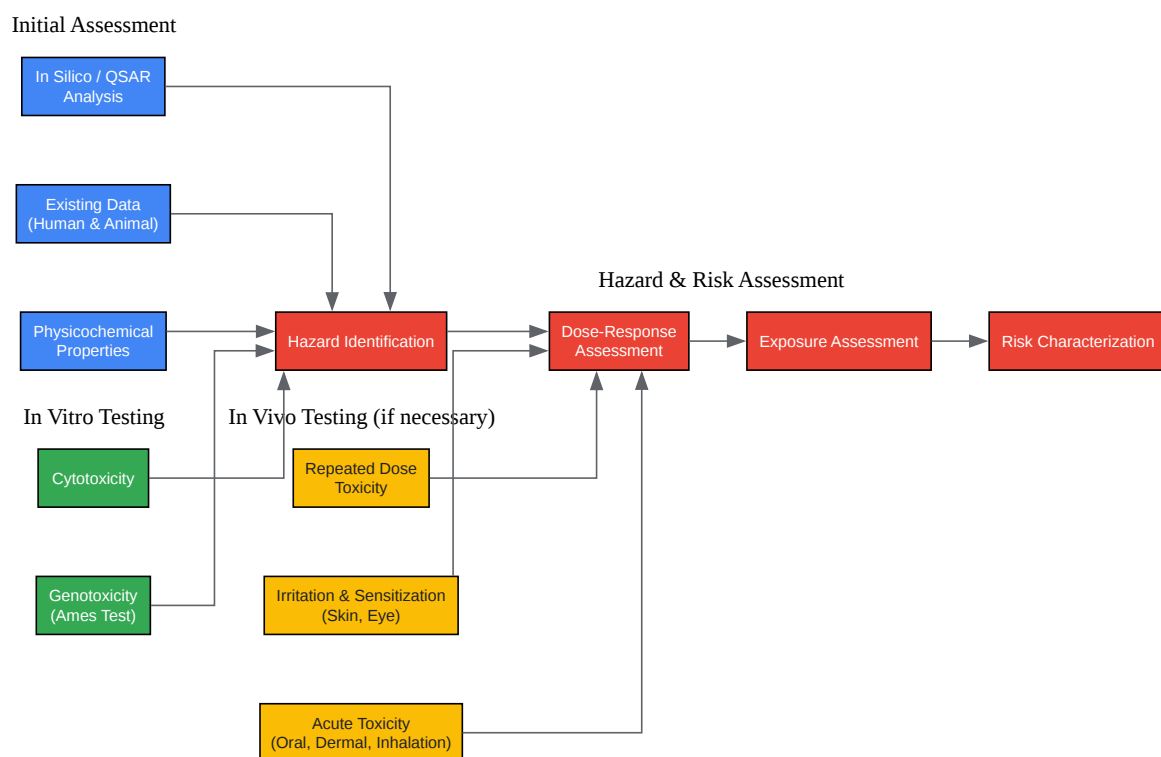 Initial Assessment
In Silico / QSAR
Analysis
Existing Data
(Human & Animal)
Hazard & Risk Assessment
Physicochemical
Properties
Hazard Identification
Dose-Response
Assessment
Exposure Assessment
Risk Characterization
In Vitro Testing
In Vivo Testing (if necessary)
Cytotoxicity
Repeated Dose
Toxicity
Genotoxicity
(Ames Test)
Irritation & Sensitization
(Skin, Eye)
Acute Toxicity
(Oral, Dermal, Inhalation)